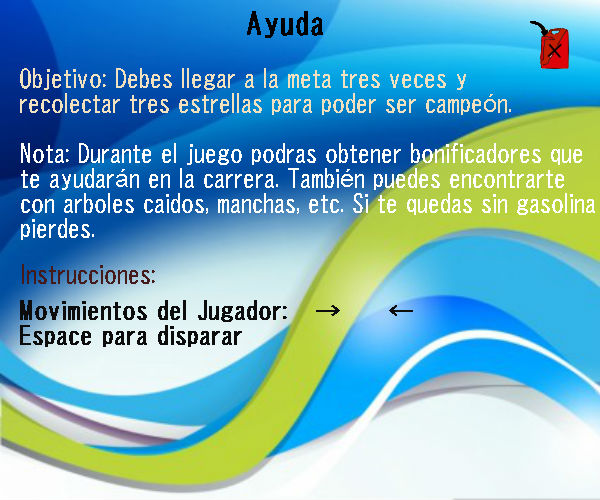 Ayuda
Objetivo: Debes llegar a la meta tres veces y
recolectar tres estrellas para poder ser campeón.
Nota: Durante el juego podras obtener bonificadores que
te ayudarán en la carrera. También puedes encontrarte
con arboles caidos, manchas, etc. Si te quedas sin gasolina
pierdes.
Instrucciones:
Movimientos del Jugador: → ←
Espace para disparar